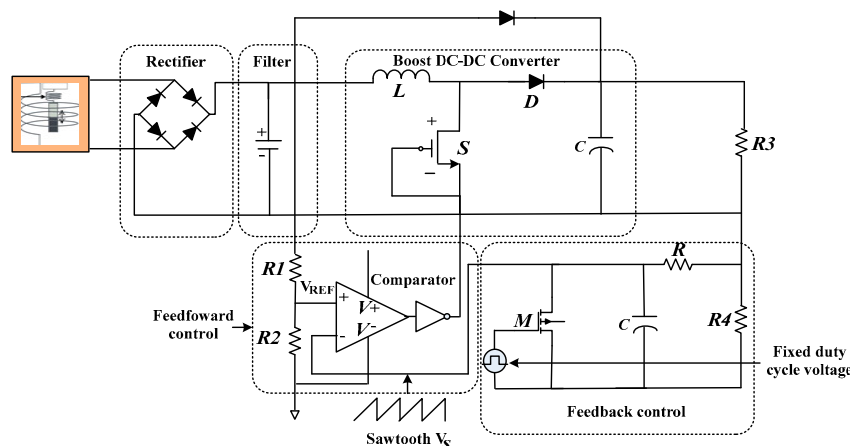 Rectifier
Filter
Boost DC-DC Converter
L
D
+
-
+
S
–
C
R3
R1
VREF
Comparator
R
Feedfoward
control
+
V+
V-
-
R2
M
C
R4
Fixed duty
cycle voltage
Feedback control
Sawtooth VS